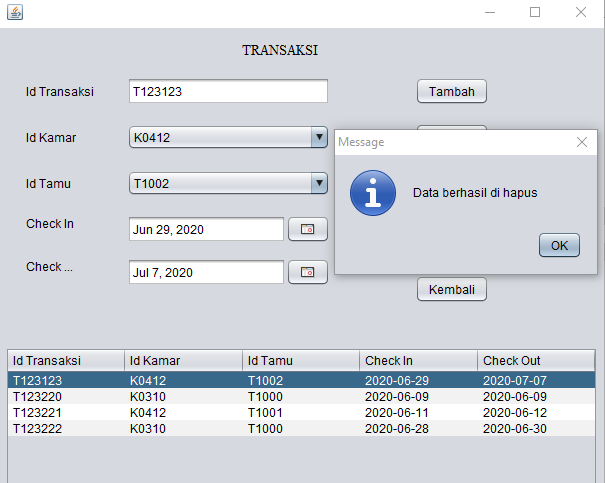 TRANSAKSI
Id Transaksi T123123 Tambah
Id Kamar K0412
Message
Data berhasil di hapus
OK
Id Tamu T1002
Check In Jun 29, 2020
Check ... Jul 7, 2020
Kembali
Id Transaksi Id Kamar Id Tamu Check In Check Out
T123123 K0412 T1002 2020-06-29 2020-07-07
T123220 K0310 T1000 2020-06-09 2020-06-09
T123221 K0412 T1001 2020-06-11 2020-06-12
T123222 K0310 T1000 2020-06-28 2020-06-30